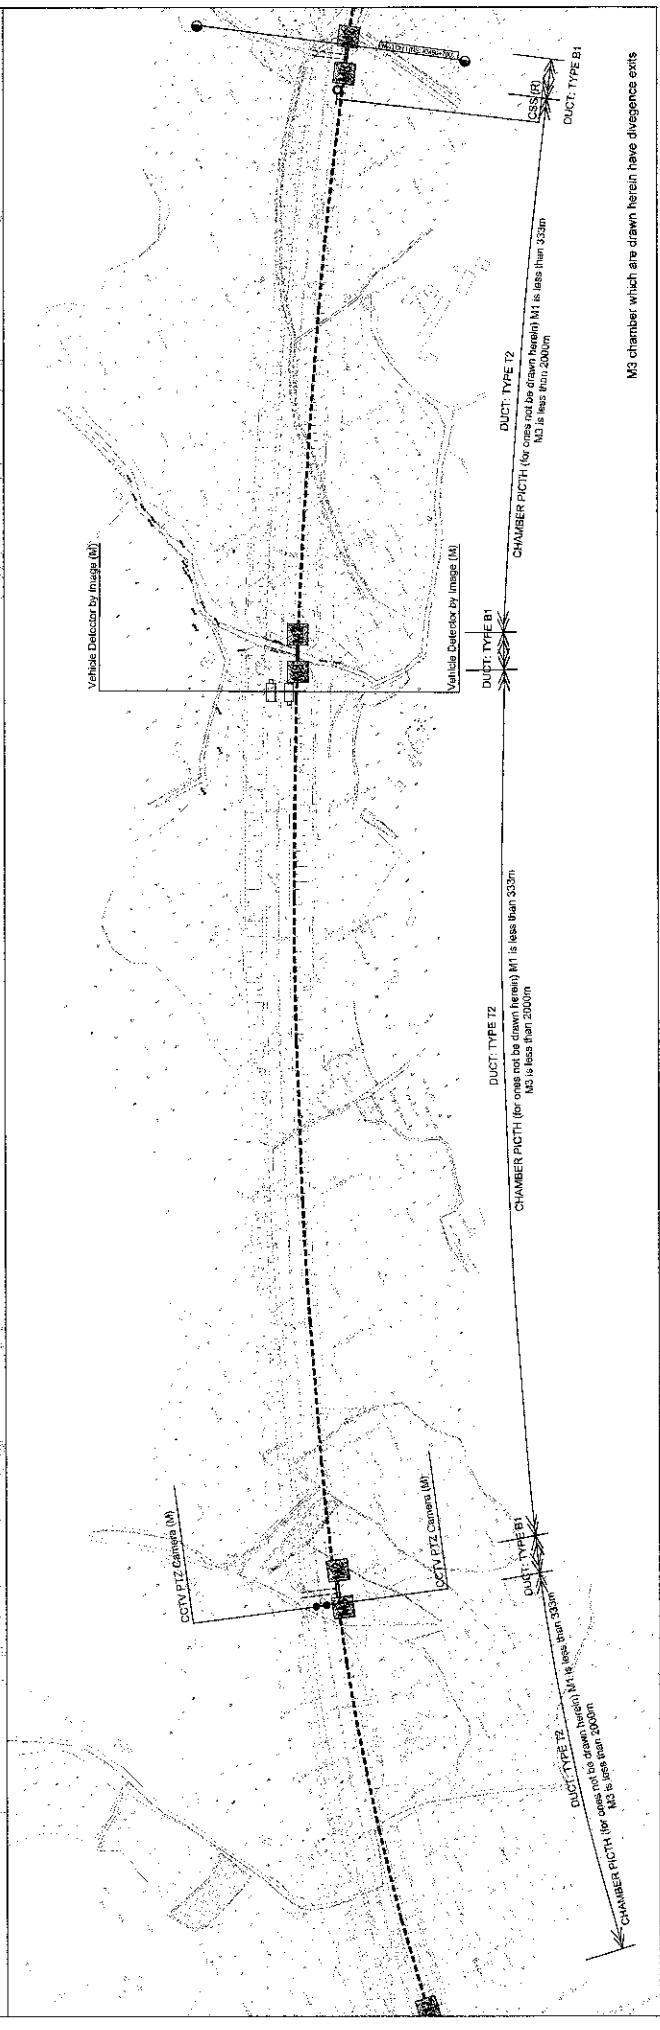 CCTV PTZ Camera (M)
CCTV PTZ Camera (M)
DUCT: TYPE T2
CHAMBER PICTH (for ones not be drawn herein) M1 is less than 333m
M3 is less than 2000m
DUCT: TYPE B1
DUCT: TYPE T2
CHAMBER PICTH (for ones not be drawn herein) M1 is less than 333m
M3 is less than 2000m
Vehicle Detector by Image (M)
Vehicle Detector by Image (M)
DUCT: TYPE B1
DUCT: TYPE T2
CHAMBER PICTH (for ones not be drawn herein) M1 is less than 333m
M3 is less than 2000m
CSS (R)
DUCT: TYPE B1
M3 chamber which are drawn herein have divegence exits